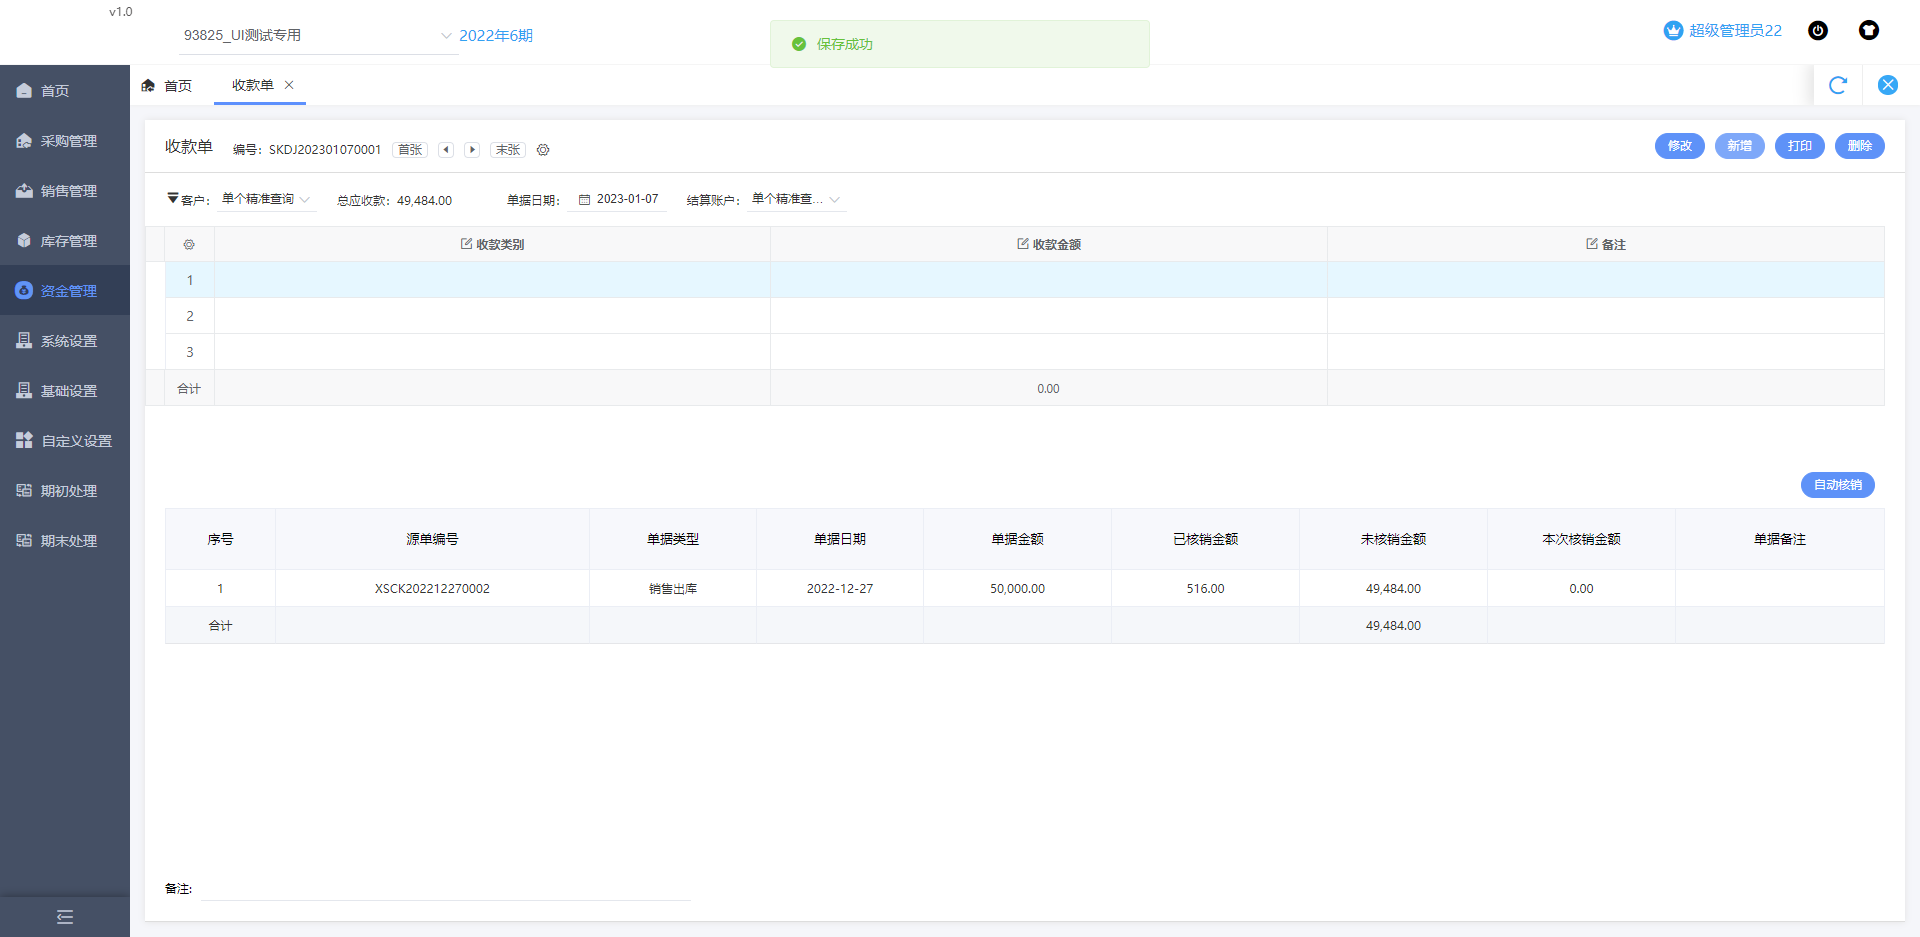 v1.0
93825_UI测试专用 2022年6期
保存成功
超级管理员22
首页 收款单
首页
采购管理
销售管理
库存管理
资金管理
系统设置
基础设置
自定义设置
期初处理
期末处理
收款单 编号：SKDJ202301070001 首张 末张
修改 新增 打印 删除
客户： 单个精准查询 总应收款：49,484.00 单据日期： 2023-01-07 结算账户： 单个精准查...
收款类别 收款金额 备注
1
2
3
合计 0.00
自动核销
序号 源单编号 单据类型 单据日期 单据金额 已核销金额 未核销金额 本次核销金额 单据备注
1 XSCK202212270002 销售出库 2022-12-27 50,000.00 516.00 49,484.00 0.00
合计 49,484.00
备注: